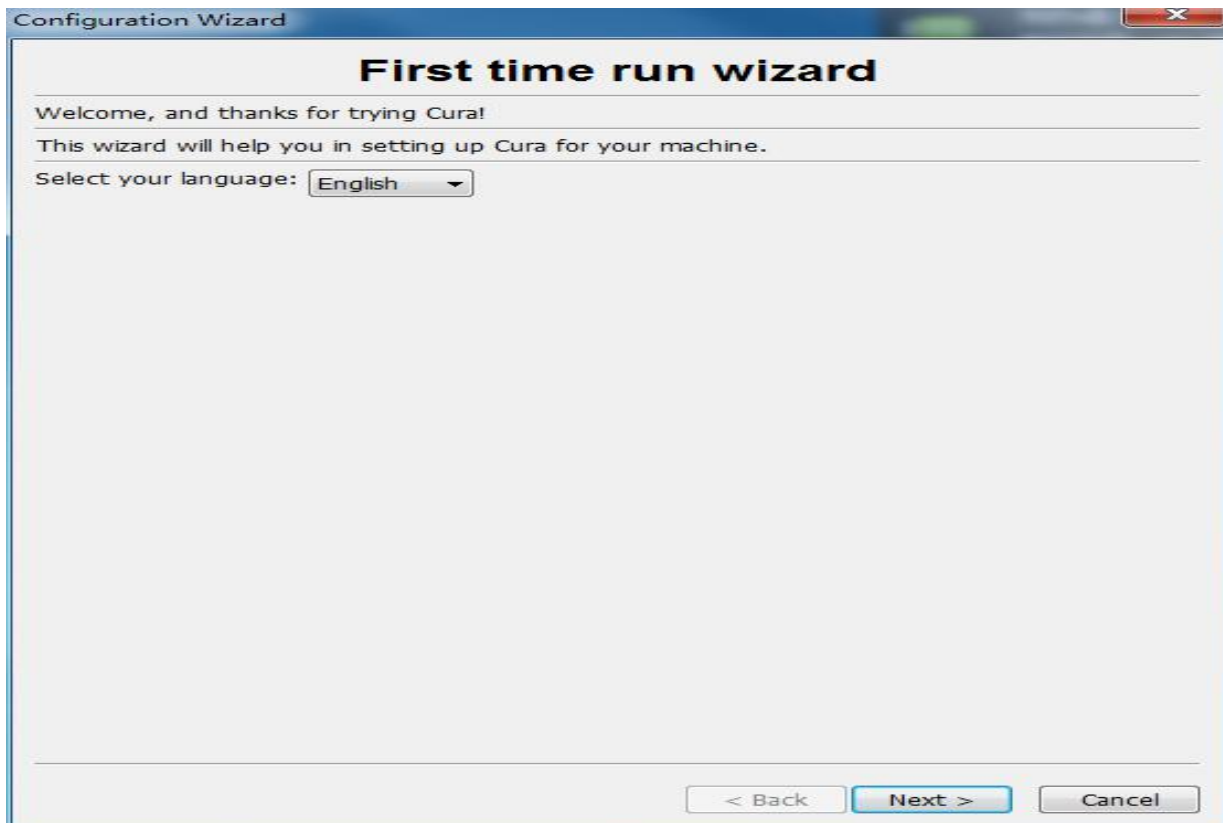 Configuration Wizard
First time run wizard
Welcome, and thanks for trying Cura!
This wizard will help you in setting up Cura for your machine.
Select your language: English
< Back Next > Cancel